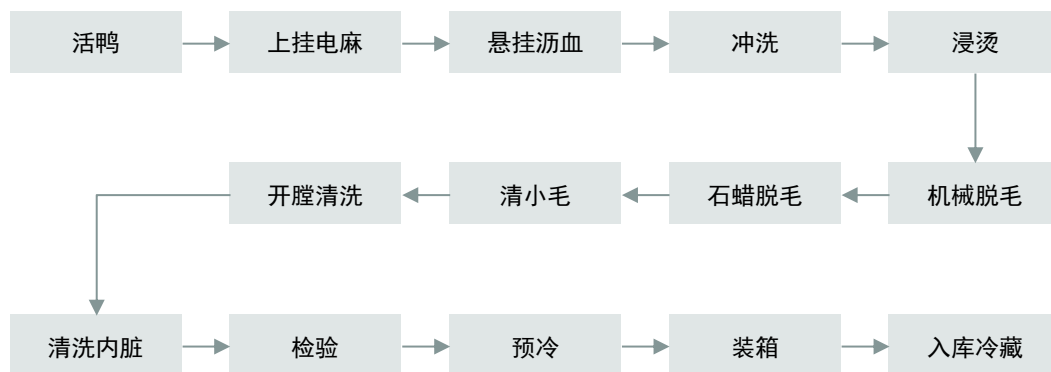 活鸭
上挂电麻
悬挂沥血
冲洗
浸烫
机械脱毛
石蜡脱毛
清小毛
开膛清洗
清洗内脏
检验
预冷
装箱
入库冷藏